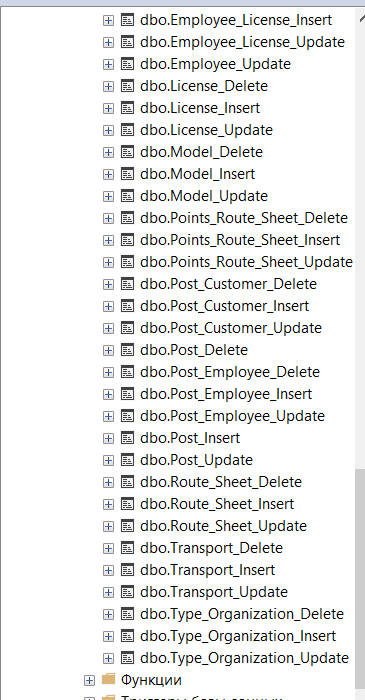 dbo.Employee_License_Insert
dbo.Employee_License_Update
dbo.Employee_Update
dbo.License_Delete
dbo.License_Insert
dbo.License_Update
dbo.Model_Delete
dbo.Model_Insert
dbo.Model_Update
dbo.Points_Route_Sheet_Delete
dbo.Points_Route_Sheet_Insert
dbo.Points_Route_Sheet_Update
dbo.Post_Customer_Delete
dbo.Post_Customer_Insert
dbo.Post_Customer_Update
dbo.Post_Delete
dbo.Post_Employee_Delete
dbo.Post_Employee_Insert
dbo.Post_Employee_Update
dbo.Post_Insert
dbo.Post_Update
dbo.Route_Sheet_Delete
dbo.Route_Sheet_Insert
dbo.Route_Sheet_Update
dbo.Transport_Delete
dbo.Transport_Insert
dbo.Transport_Update
dbo.Type_Organization_Delete
dbo.Type_Organization_Insert
dbo.Type_Organization_Update
Функции